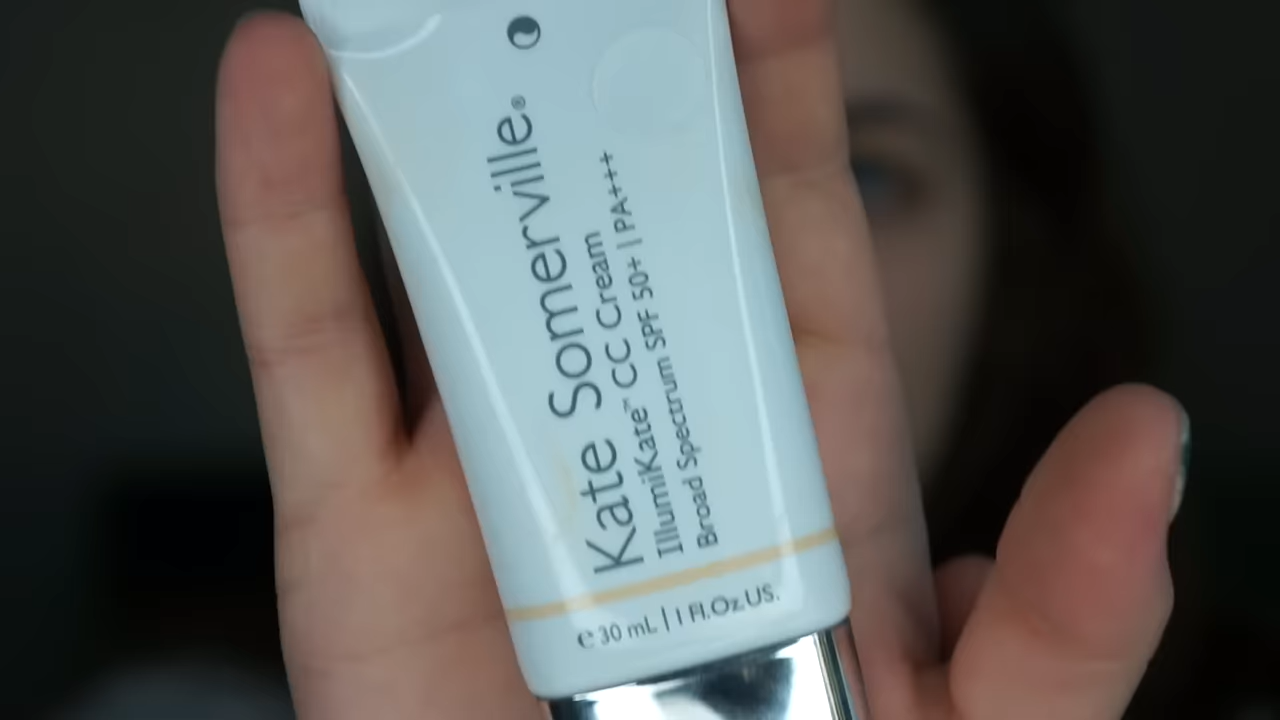 Kate Somerville®
IllumiKate™ CC Cream
Broad Spectrum SPF 50+ | PA+++
℮ 30 mL | 1 Fl.Oz.US.